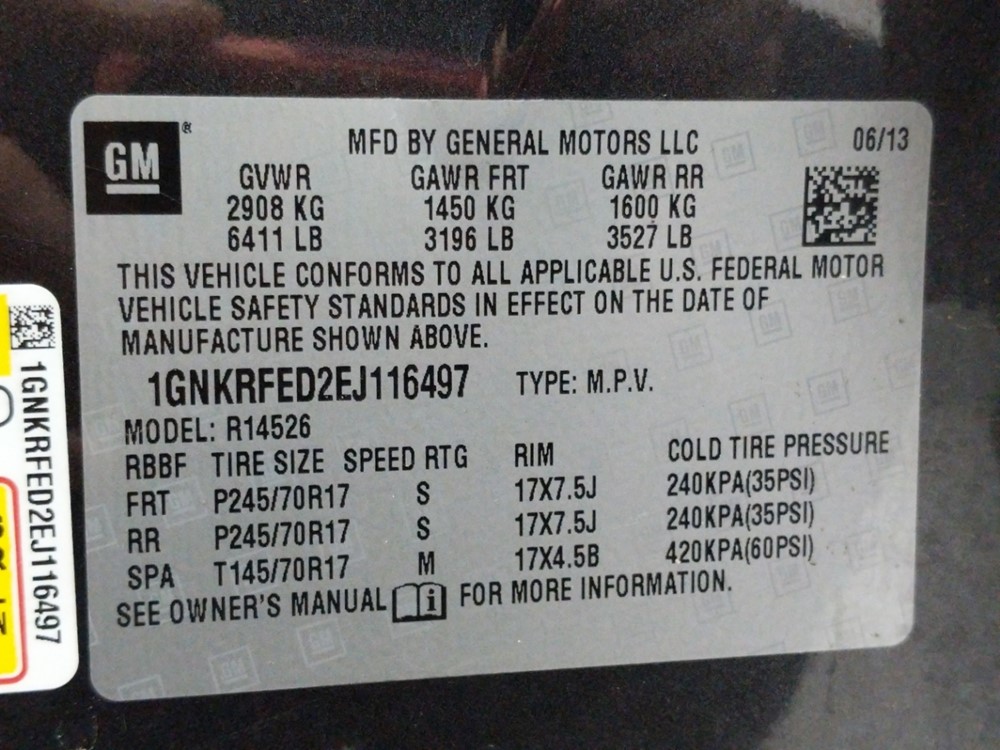 GM®
MFD BY GENERAL MOTORS LLC 06/13
GVWR GAWR FRT GAWR RR
2908 KG 1450 KG 1600 KG
6411 LB 3196 LB 3527 LB
THIS VEHICLE CONFORMS TO ALL APPLICABLE U.S. FEDERAL MOTOR
VEHICLE SAFETY STANDARDS IN EFFECT ON THE DATE OF
MANUFACTURE SHOWN ABOVE.
1GNKRFED2EJ116497 TYPE: M.P.V.
MODEL: R14526
RBBF TIRE SIZE SPEED RTG RIM COLD TIRE PRESSURE
FRT P245/70R17 S 17X7.5J 240KPA(35PSI)
RR P245/70R17 S 17X7.5J 240KPA(35PSI)
SPA T145/70R17 M 17X4.5B 420KPA(60PSI)
SEE OWNER'S MANUAL i FOR MORE INFORMATION.
1GNKRFED2EJ116497